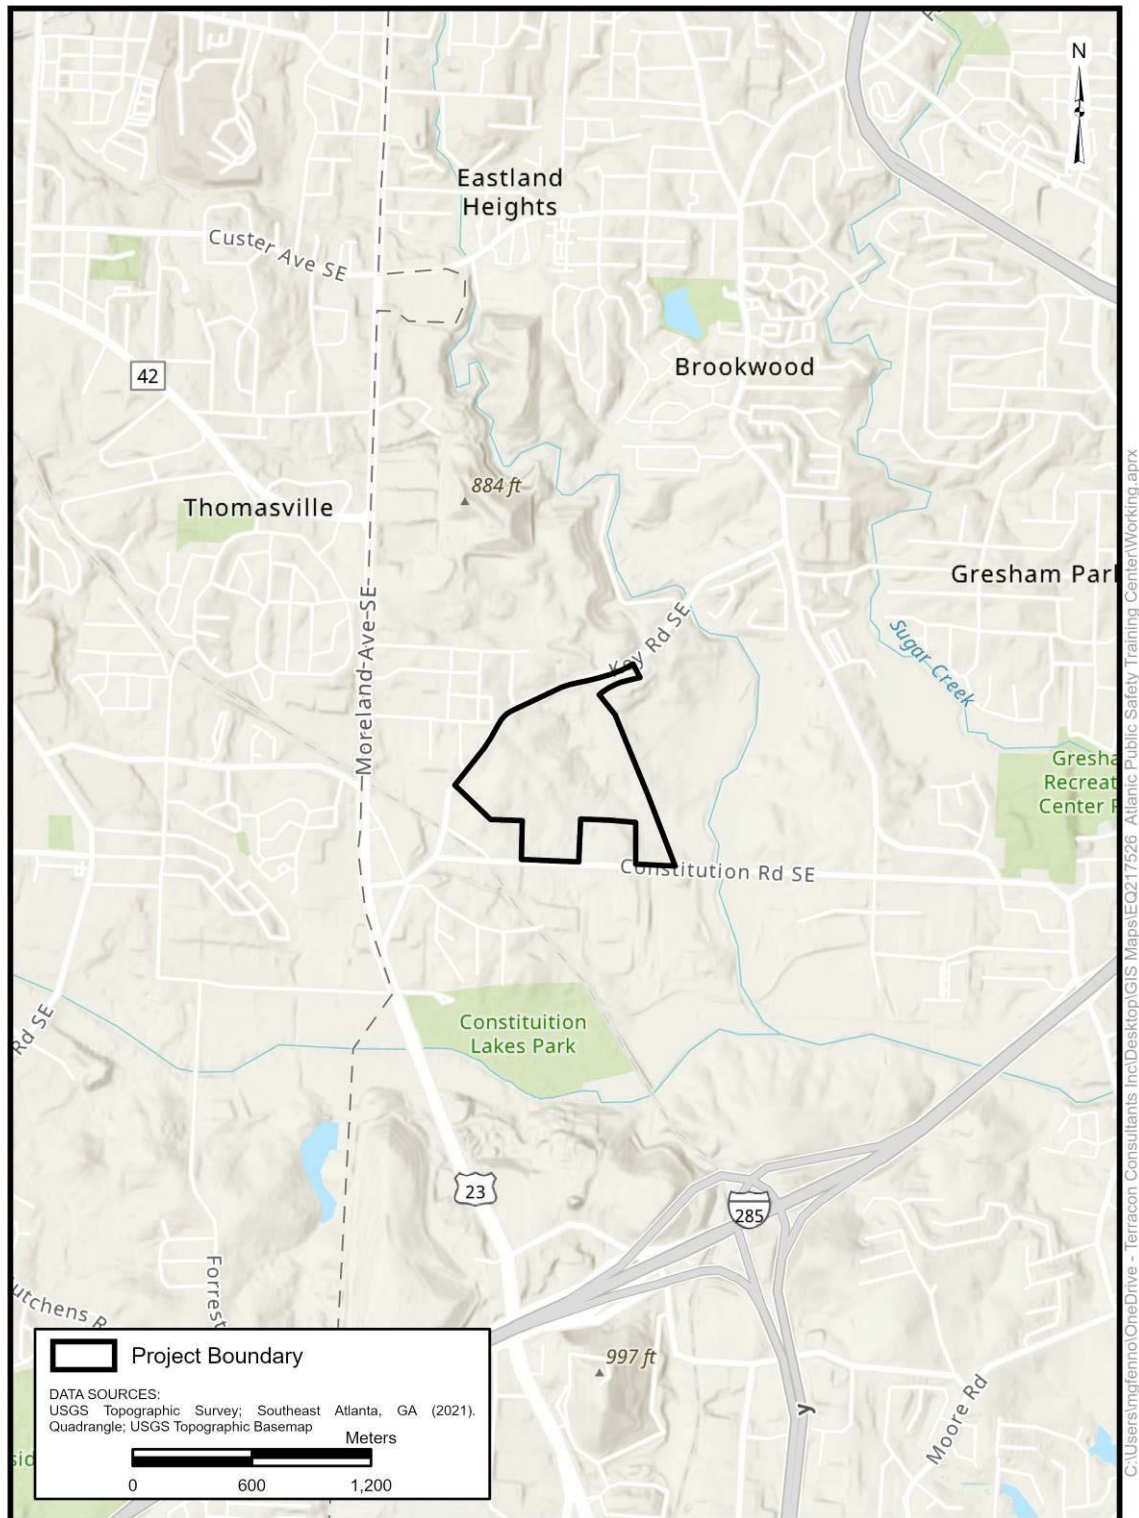 N
Eastland
Heights
Custer Ave SE
Brookwood
42
884 ft
Thomasville
Gresham Par
Moreland Ave SE
Key Rd SE
Sugar Creek
Gresha
Recreat
Center
Constitution Rd SE
Constituition
Lakes Park
Rd SE
23
285
Forrest
utchens R
997 ft
Moore Rd
y
sid
Project Boundary
DATA SOURCES:
USGS Topographic Survey; Southeast Atlanta, GA (2021).
Quadrangle; USGS Topographic Basemap
Meters
0 600 1,200
C:\Users\mgfenno\OneDrive - Terracon Consultants Inc\Desktop\GIS Maps\EQ217526_Atlanic Public Safety Training Center\Working.aprx